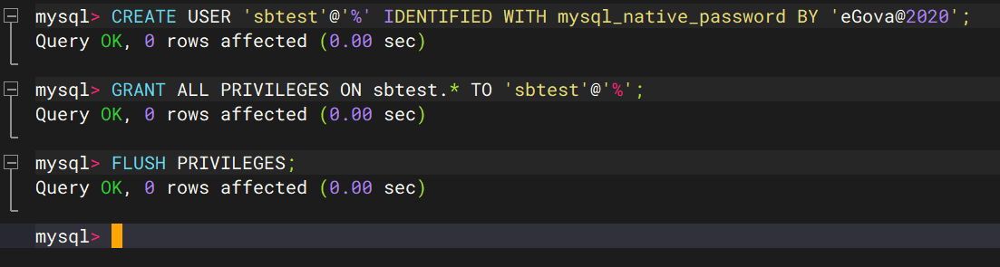 mysql> CREATE USER 'sbtest'@'%' IDENTIFIED WITH mysql_native_password BY 'eGova@2020';
Query OK, 0 rows affected (0.00 sec)
mysql> GRANT ALL PRIVILEGES ON sbtest.* TO 'sbtest'@'%';
Query OK, 0 rows affected (0.00 sec)
mysql> FLUSH PRIVILEGES;
Query OK, 0 rows affected (0.00 sec)
mysql>